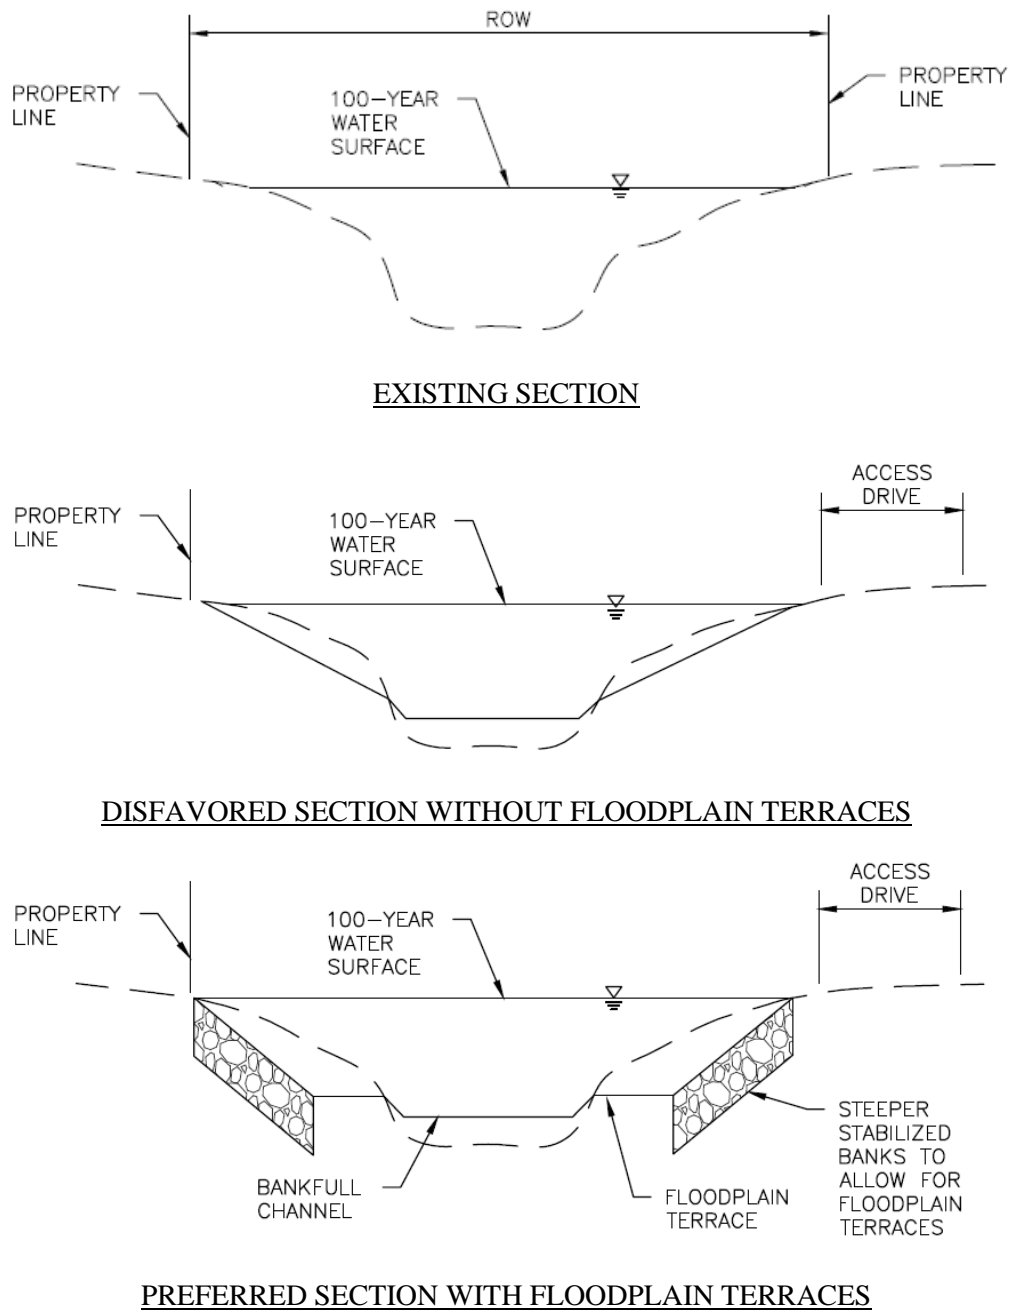 ROW
PROPERTY
LINE
100-YEAR
WATER
SURFACE
PROPERTY
LINE
EXISTING SECTION
ACCESS
DRIVE
PROPERTY
LINE
100-YEAR
WATER
SURFACE
DISFAVORED SECTION WITHOUT FLOODPLAIN TERRACES
ACCESS
DRIVE
PROPERTY
LINE
100-YEAR
WATER
SURFACE
STEEPER
STABILIZED
BANKS TO
ALLOW FOR
FLOODPLAIN
TERRACES
BANKFULL
CHANNEL
FLOODPLAIN
TERRACE
PREFERRED SECTION WITH FLOODPLAIN TERRACES